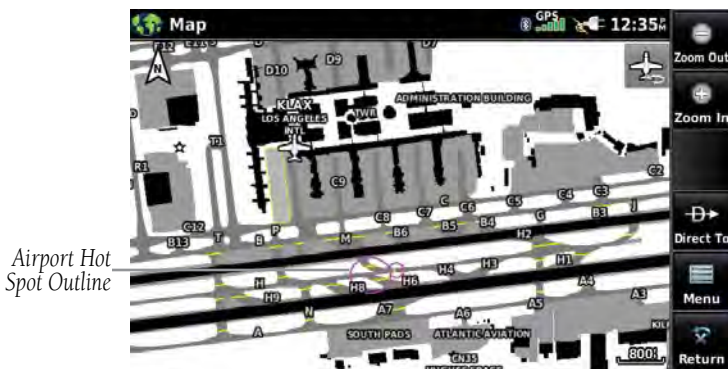 Map
GPS
12:35
Zoom Out
Zoom In
Direct To
Menu
Return
N
E12
D10
D9
KLAX
LOS ANGELES
INTL
TWR
ADMINISTRATION BUILDING
T1
R1
C9
C2
C12
B13
T
B
P
M
C8
B6
C7
B5
C
C6
B4
C5
G
C4
C3
B3
H2
H
H9
H8
H6
H4
H3
H1
A4
A3
A
N
A7
A6
A5
SOUTH PADS
ATLANTIC AVIATION
CN35
800
Airport Hot
Spot Outline